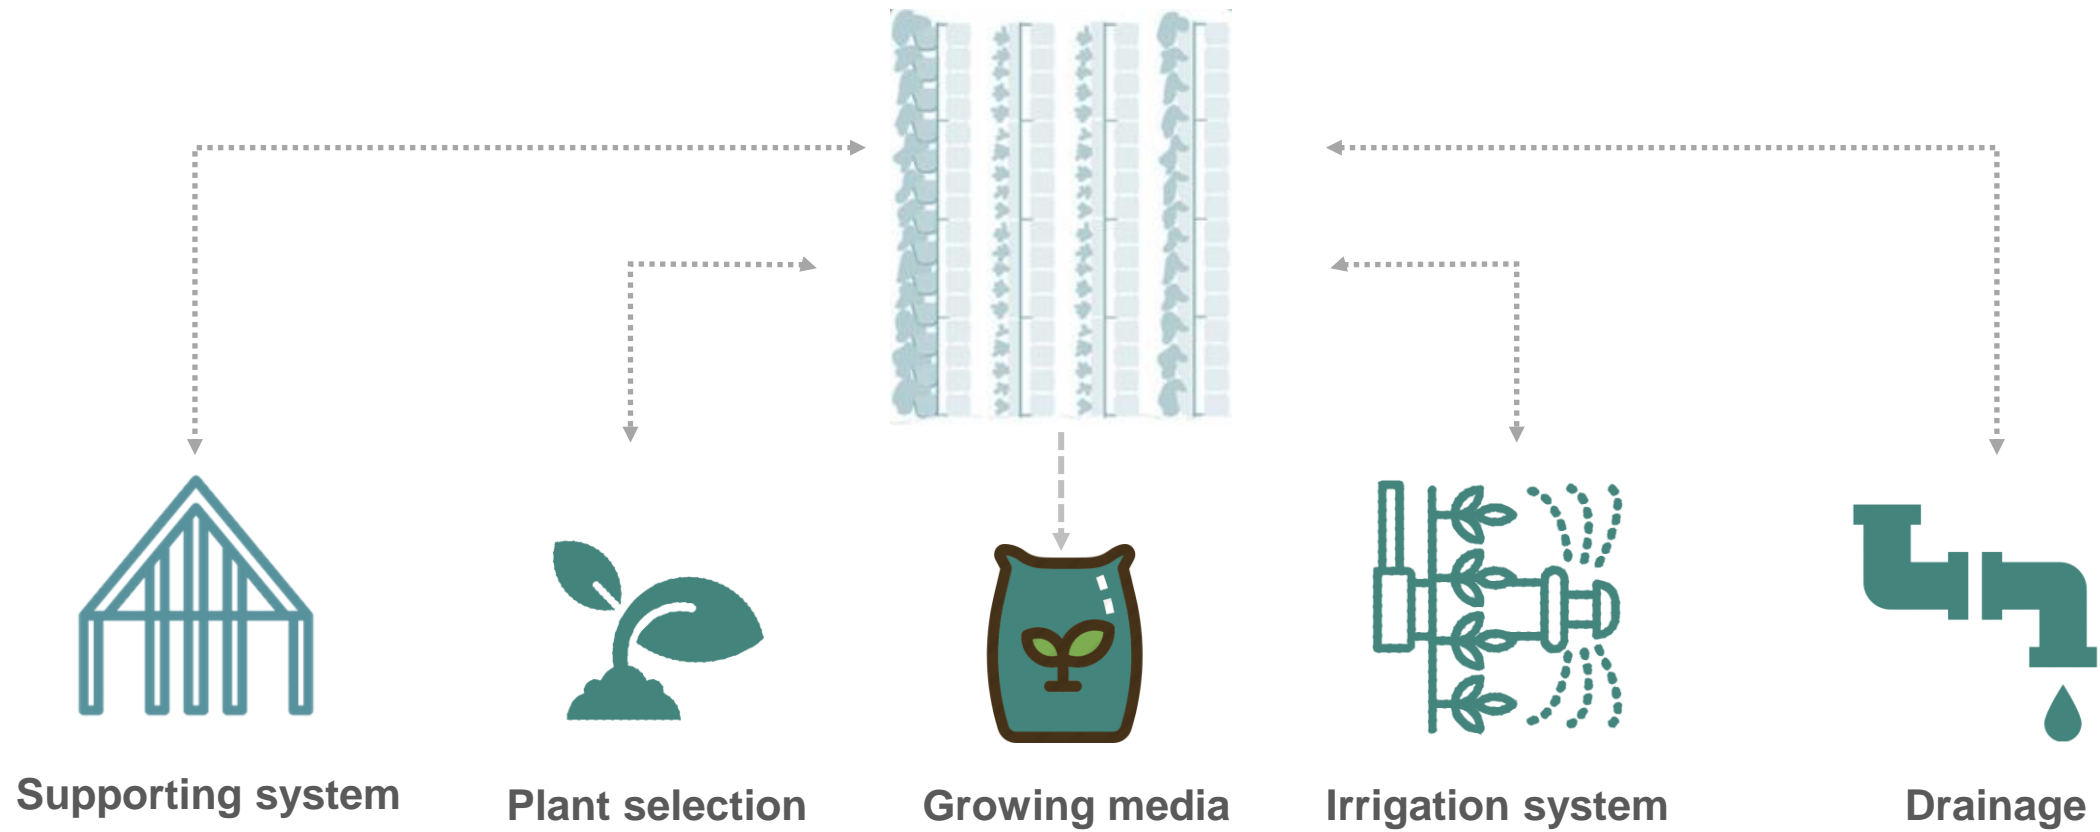 Supporting system
Plant selection
Growing media
Irrigation system
Drainage